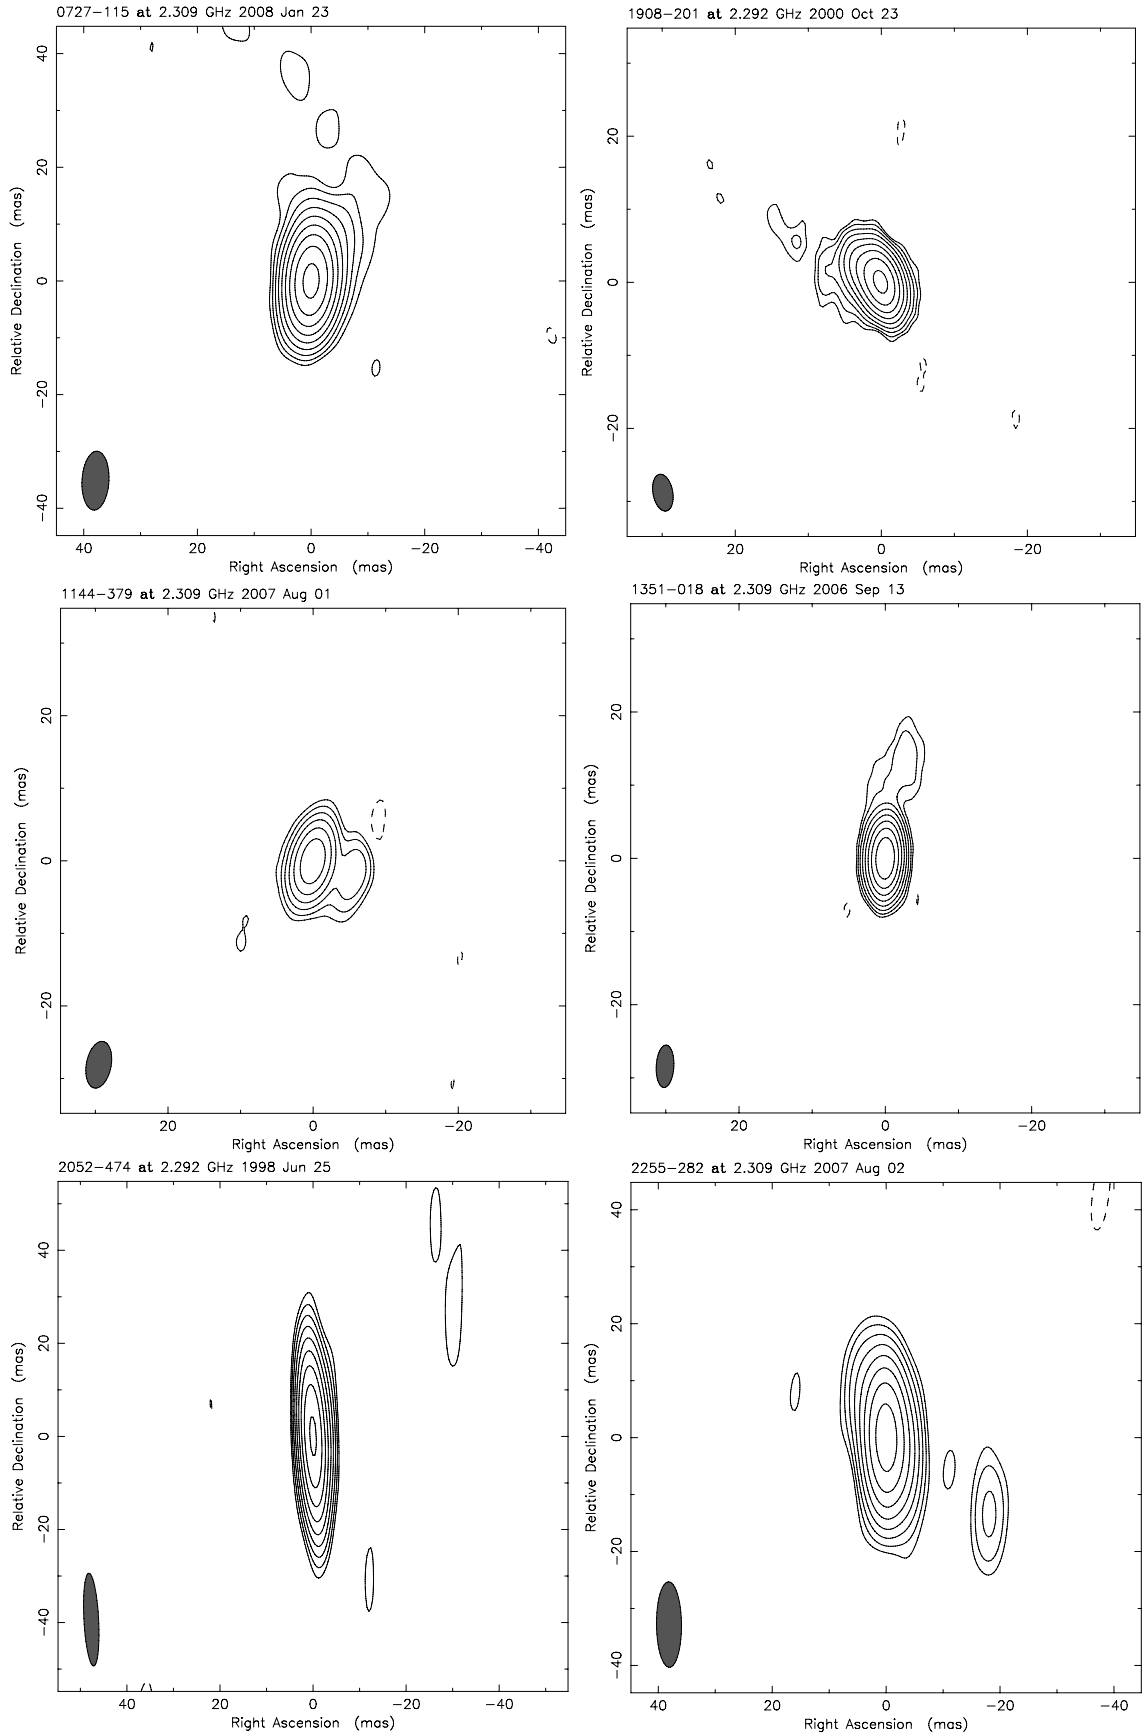 0727−115 at 2.309 GHz 2008 Jan 23
40
20
0
−20
−40
Relative Declination (mas)
40 20 0 −20 −40
Right Ascension (mas)
1908−201 at 2.292 GHz 2000 Oct 23
20
0
−20
Relative Declination (mas)
20 0 −20
Right Ascension (mas)
1144−379 at 2.309 GHz 2007 Aug 01
20
0
−20
Relative Declination (mas)
20 0 −20
Right Ascension (mas)
1351−018 at 2.309 GHz 2006 Sep 13
20
0
−20
Relative Declination (mas)
20 0 −20
Right Ascension (mas)
2052−474 at 2.292 GHz 1998 Jun 25
40
20
0
−20
−40
Relative Declination (mas)
40 20 0 −20 −40
Right Ascension (mas)
2255−282 at 2.309 GHz 2007 Aug 02
40
20
0
−20
−40
Relative Declination (mas)
40 20 0 −20 −40
Right Ascension (mas)